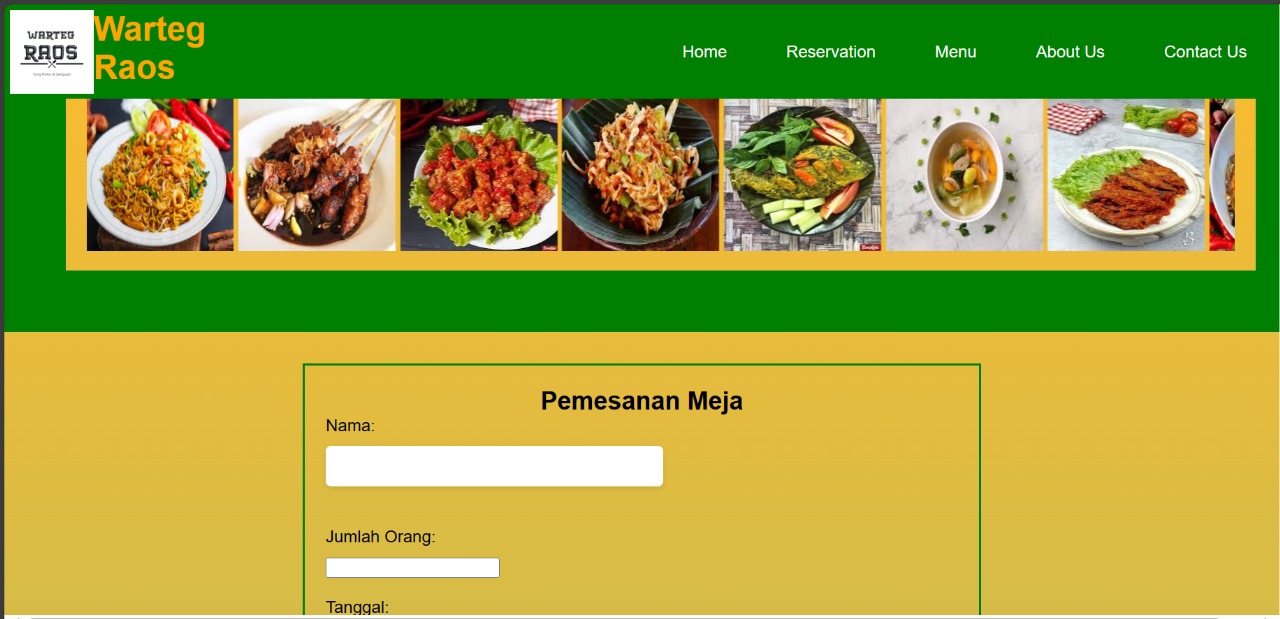 WARTEG
RAOS
Warteg
Raos
Home
Reservation
Menu
About Us
Contact Us
Pemesanan Meja
Nama:
Jumlah Orang:
Tanggal: